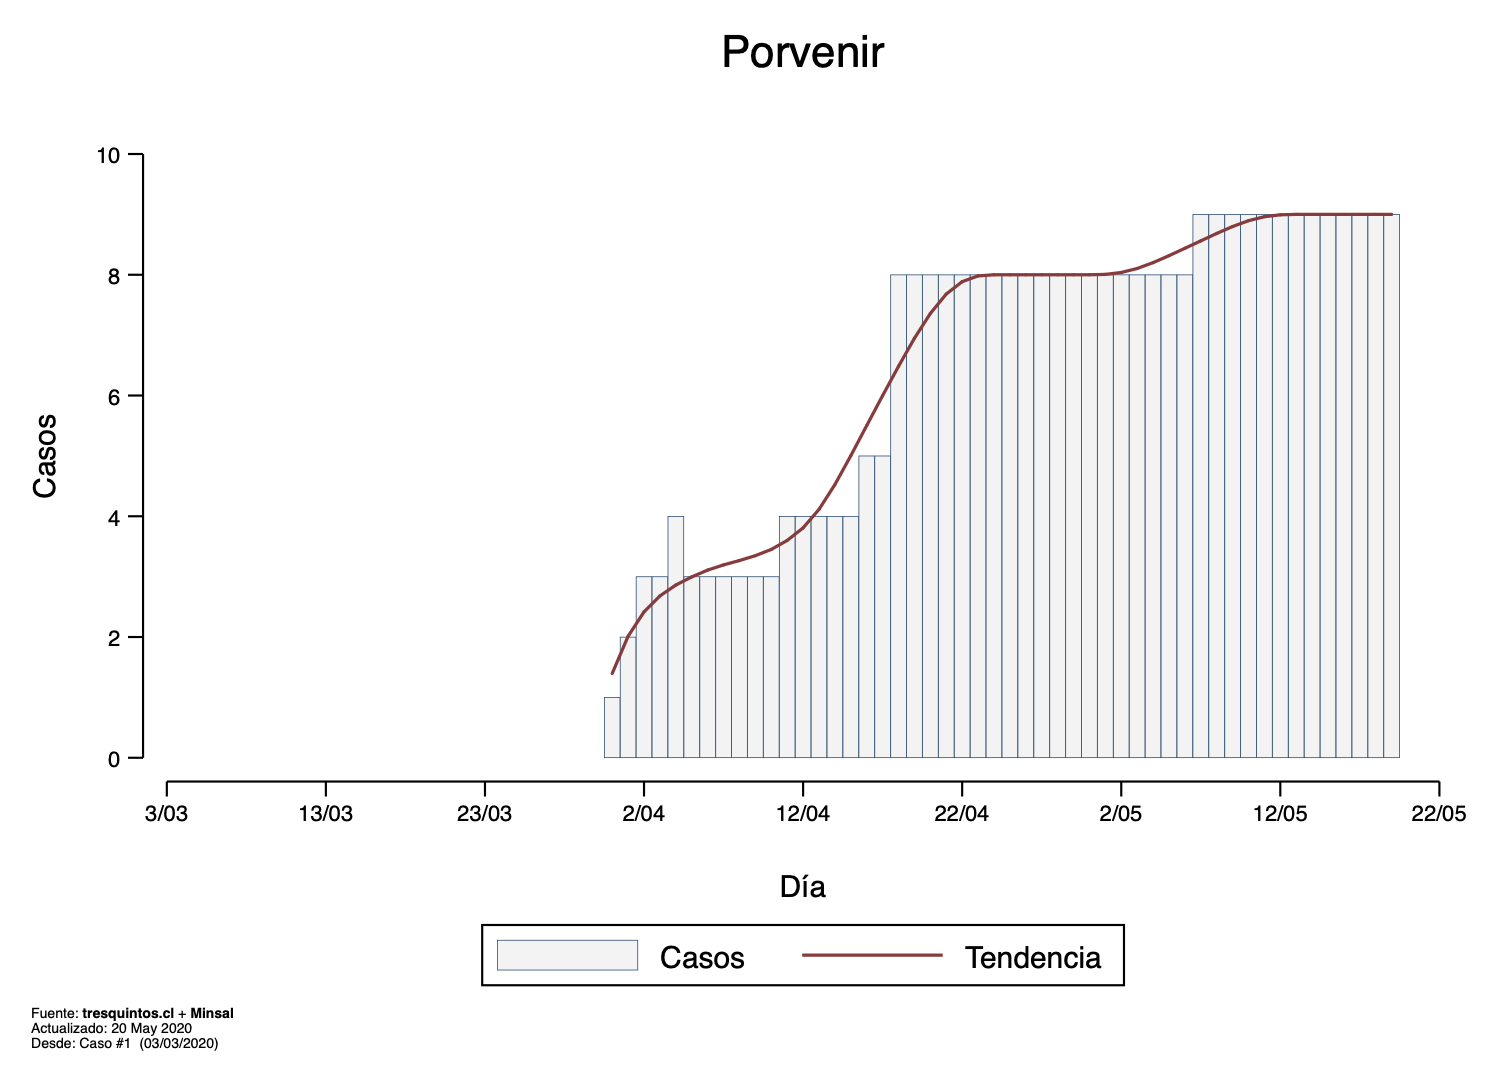 Porvenir
10
8
6
4
2
0
Casos
3/03 13/03 23/03 2/04 12/04 22/04 2/05 12/05 22/05
Día
Casos Tendencia
Fuente: tresquintos.cl + Minsal
Actualizado: 20 May 2020
Desde: Caso #1 (03/03/2020)